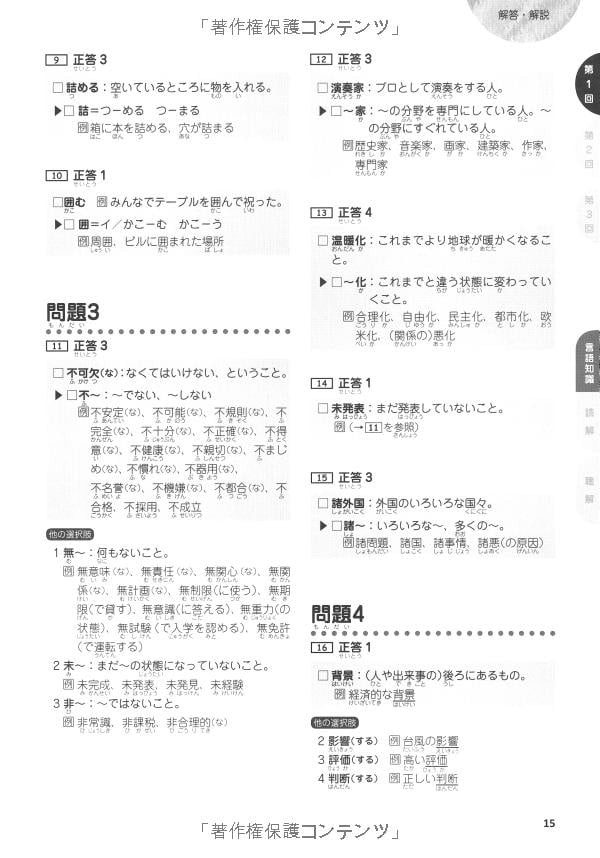 「著作権保護コンテンツ」
解答・解説
9 正答3
□詰める：空いているところに物を入れる。
▶□詰＝つーめる つーまる
例箱に本を詰める、穴が詰まる
10 正答1
□囲む 例みんなでテーブルを囲んで祝った。
▶□囲＝イ／かこーむ かこーう
例周囲、ビルに囲まれた場所
問題3
もんだい
11 正答3
□不可欠(な)：なくてはいけない、ということ。
▶□不～：～でない、～しない
例不安定(な)、不可能(な)、不規則(な)、不
完全(な)、不十分(な)、不正確(な)、不得
意(な)、不健康(な)、不親切(な)、不まじ
め(な)、不慣れ(な)、不器用(な)、
不名誉(な)、不機嫌(な)、不都合(な)、不
合格、不採用、不成立
他の選択肢
1 無～：何もないこと。
例無意味(な)、無責任(な)、無関心(な)、無関
係(な)、無計画(な)、無制限(に使う)、無期
限(で貸す)、無意識(に答える)、無重力(の
状態)、無試験(で入学を認める)、無免許
(で運転する)
2 未～：まだ～の状態になっていないこと。
例未完成、未発表、未発見、未経験
3 非～：～ではないこと。
例非常識、非課税、非合理的(な)
12 正答3
□演奏家：プロとして演奏をする人。
▶□～家：～の分野を専門にしている人。～
の分野にすぐれている人。
例歴史家、音楽家、画家、建築家、作家、
専門家
13 正答4
□温暖化：これまでより地球が暖かくなるこ
と。
▶□～化：これまでと違う状態に変わってい
くこと。
例合理化、自由化、民主化、都市化、欧
米化、(関係の)悪化
14 正答1
□未発表：まだ発表していないこと。
例(→11を参照)
15 正答3
□諸外国：外国のいろいろな国々。
▶□諸～：いろいろな～、多くの～。
例諸問題、諸国、諸事情、諸悪(の原因)
問題4
もんだい
16 正答1
□背景：(人や出来事の)後ろにあるもの。
例経済的な背景
他の選択肢
2 影響(する) 例台風の影響
3 評価(する) 例高い評価
4 判断(する) 例正しい判断
第1回
第2回
第3回
言語知識
読解
聴解
15
「著作権保護コンテンツ」